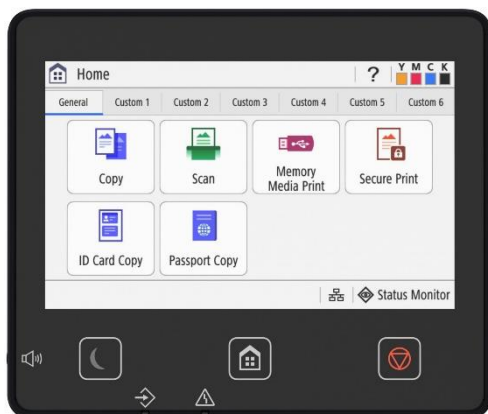 Home
?
Y M C K
General Custom 1 Custom 2 Custom 3 Custom 4 Custom 5 Custom 6
Copy
Scan
Memory
Media Print
Secure Print
ID Card Copy
Passport Copy
Status Monitor